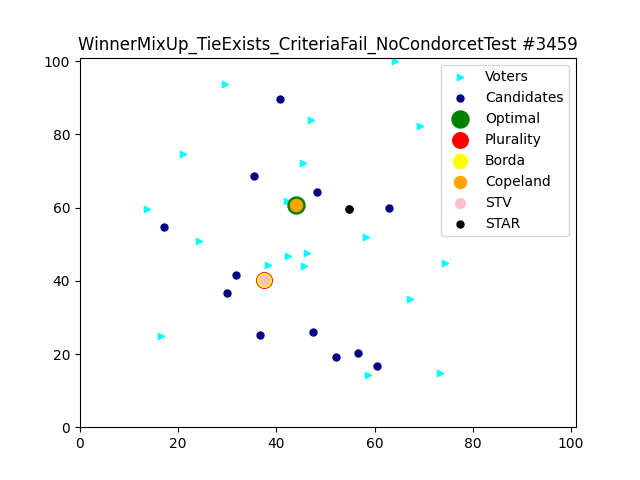 WinnerMixUp_TieExists_CriteriaFail_NoCondorcetTest #3459
100
80
60
40
20
0
0
20
40
60
80
100
Voters
Candidates
Optimal
Plurality
Borda
Copeland
STV
STAR